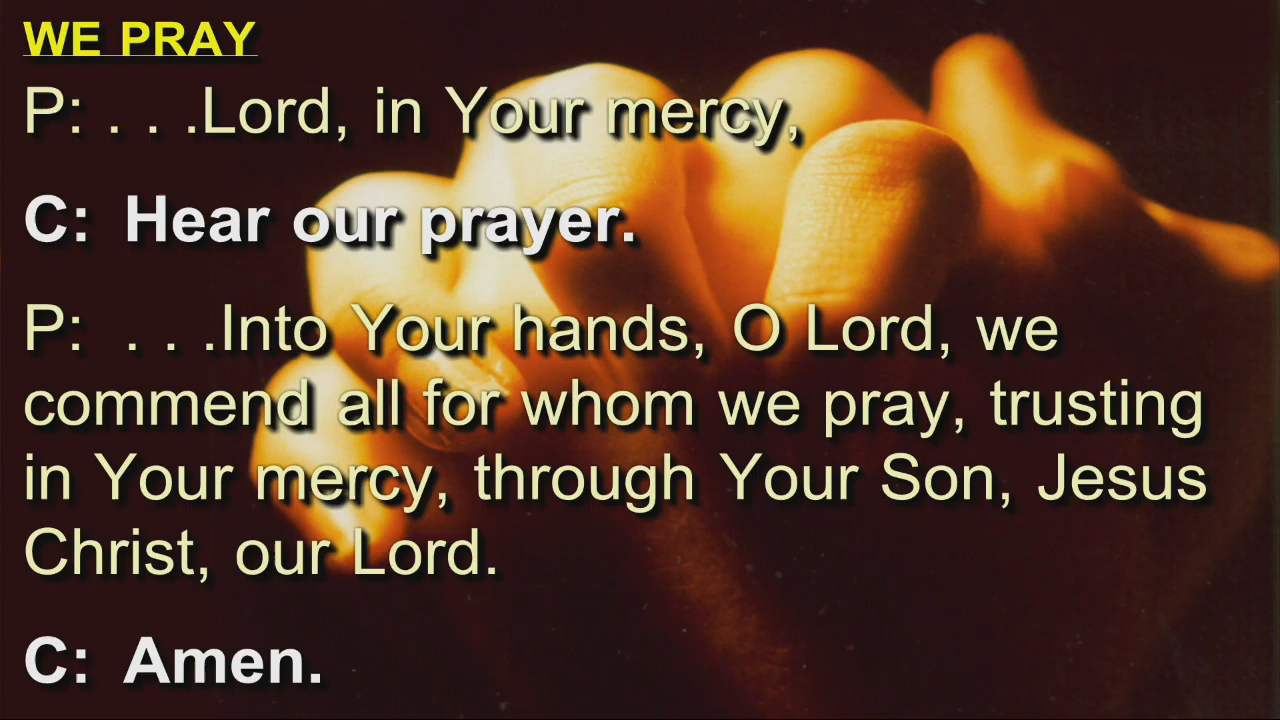 WE PRAY
P: . . .Lord, in Your mercy,
C: Hear our prayer.
P: . . .Into Your hands, O Lord, we
commend all for whom we pray, trusting
in Your mercy, through Your Son, Jesus
Christ, our Lord.
C: Amen.